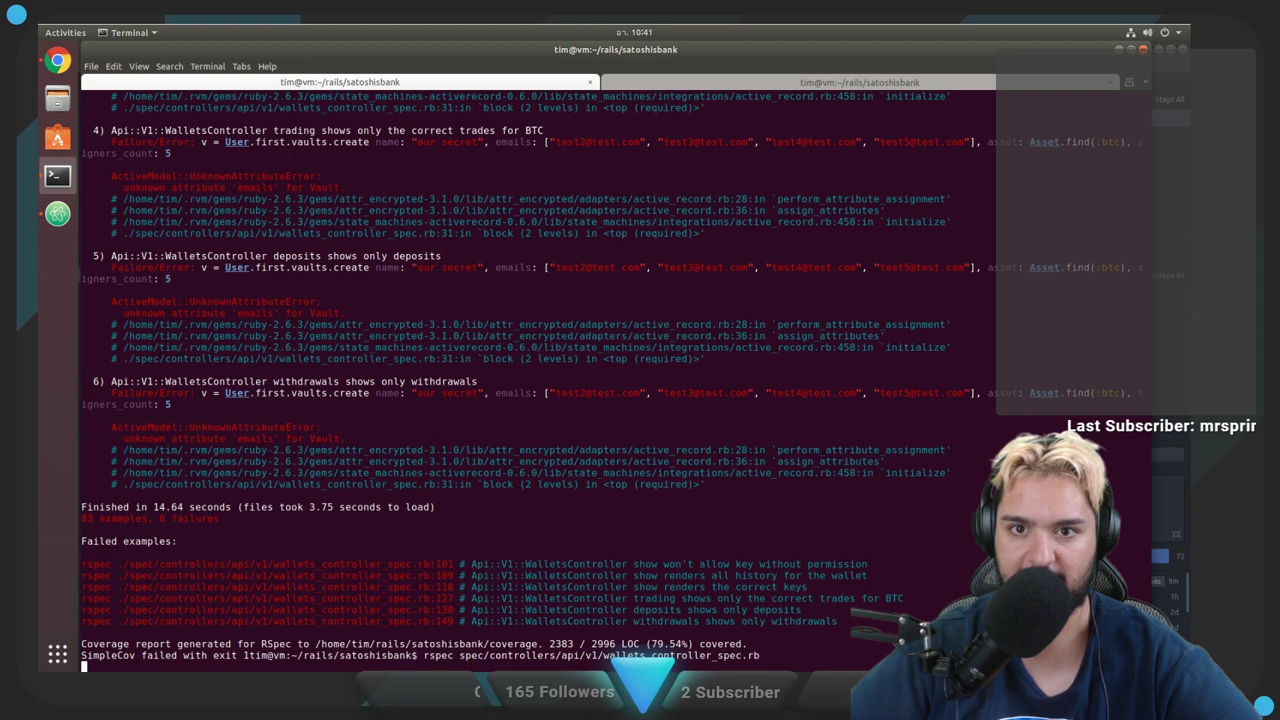 Activities
Terminal
อา. 10:41
tim@vm:~/rails/satoshisbank
File Edit View Search Terminal Tabs Help
tim@vm:~/rails/satoshisbank ×
tim@vm:~/rails/satoshisbank ×
# /home/tim/.rvm/gems/ruby-2.6.3/gems/state_machines-activerecord-0.6.0/lib/state_machines/integrations/active_record.rb:458:in `initialize'
# ./spec/controllers/api/v1/wallets_controller_spec.rb:31:in `block (2 levels) in <top (required)>'
4) Api::V1::WalletsController trading shows only the correct trades for BTC
Failure/Error: v = User.first.vaults.create name: "our secret", emails: ["test2@test.com", "test3@test.com", "test4@test.com", "test5@test.com"], asset: Asset.find(:btc), s
igners_count: 5
ActiveModel::UnknownAttributeError:
unknown attribute 'emails' for Vault.
# /home/tim/.rvm/gems/ruby-2.6.3/gems/attr_encrypted-3.1.0/lib/attr_encrypted/adapters/active_record.rb:28:in `perform_attribute_assignment'
# /home/tim/.rvm/gems/ruby-2.6.3/gems/attr_encrypted-3.1.0/lib/attr_encrypted/adapters/active_record.rb:36:in `assign_attributes'
# /home/tim/.rvm/gems/ruby-2.6.3/gems/state_machines-activerecord-0.6.0/lib/state_machines/integrations/active_record.rb:458:in `initialize'
# ./spec/controllers/api/v1/wallets_controller_spec.rb:31:in `block (2 levels) in <top (required)>'
5) Api::V1::WalletsController deposits shows only deposits
Failure/Error: v = User.first.vaults.create name: "our secret", emails: ["test2@test.com", "test3@test.com", "test4@test.com", "test5@test.com"], asset: Asset.find(:btc), s
igners_count: 5
ActiveModel::UnknownAttributeError:
unknown attribute 'emails' for Vault.
# /home/tim/.rvm/gems/ruby-2.6.3/gems/attr_encrypted-3.1.0/lib/attr_encrypted/adapters/active_record.rb:28:in `perform_attribute_assignment'
# /home/tim/.rvm/gems/ruby-2.6.3/gems/attr_encrypted-3.1.0/lib/attr_encrypted/adapters/active_record.rb:36:in `assign_attributes'
# /home/tim/.rvm/gems/ruby-2.6.3/gems/state_machines-activerecord-0.6.0/lib/state_machines/integrations/active_record.rb:458:in `initialize'
# ./spec/controllers/api/v1/wallets_controller_spec.rb:31:in `block (2 levels) in <top (required)>'
6) Api::V1::WalletsController withdrawals shows only withdrawals
Failure/Error: v = User.first.vaults.create name: "our secret", emails: ["test2@test.com", "test3@test.com", "test4@test.com", "test5@test.com"], asset: Asset.find(:btc), s
igners_count: 5
ActiveModel::UnknownAttributeError:
unknown attribute 'emails' for Vault.
# /home/tim/.rvm/gems/ruby-2.6.3/gems/attr_encrypted-3.1.0/lib/attr_encrypted/adapters/active_record.rb:28:in `perform_attribute_assignment'
# /home/tim/.rvm/gems/ruby-2.6.3/gems/attr_encrypted-3.1.0/lib/attr_encrypted/adapters/active_record.rb:36:in `assign_attributes'
# /home/tim/.rvm/gems/ruby-2.6.3/gems/state_machines-activerecord-0.6.0/lib/state_machines/integrations/active_record.rb:458:in `initialize'
# ./spec/controllers/api/v1/wallets_controller_spec.rb:31:in `block (2 levels) in <top (required)>'
Finished in 14.64 seconds (files took 3.75 seconds to load)
83 examples, 6 failures
Failed examples:
rspec ./spec/controllers/api/v1/wallets_controller_spec.rb:101 # Api::V1::WalletsController show won't allow key without permission
rspec ./spec/controllers/api/v1/wallets_controller_spec.rb:109 # Api::V1::WalletsController show renders all history for the wallet
rspec ./spec/controllers/api/v1/wallets_controller_spec.rb:118 # Api::V1::WalletsController show renders the correct keys
rspec ./spec/controllers/api/v1/wallets_controller_spec.rb:127 # Api::V1::WalletsController trading shows only the correct trades for BTC
rspec ./spec/controllers/api/v1/wallets_controller_spec.rb:138 # Api::V1::WalletsController deposits shows only deposits
rspec ./spec/controllers/api/v1/wallets_controller_spec.rb:149 # Api::V1::WalletsController withdrawals shows only withdrawals
Coverage report generated for RSpec to /home/tim/rails/satoshisbank/coverage. 2383 / 2996 LOC (79.54%) covered.
SimpleCov failed with exit 1tim@vm:~/rails/satoshisbank$ rspec spec/controllers/api/v1/wallets_controller_spec.rb
Stage All
Last Subscriber: mrsprir
72
9m
165 Followers
2 Subscriber